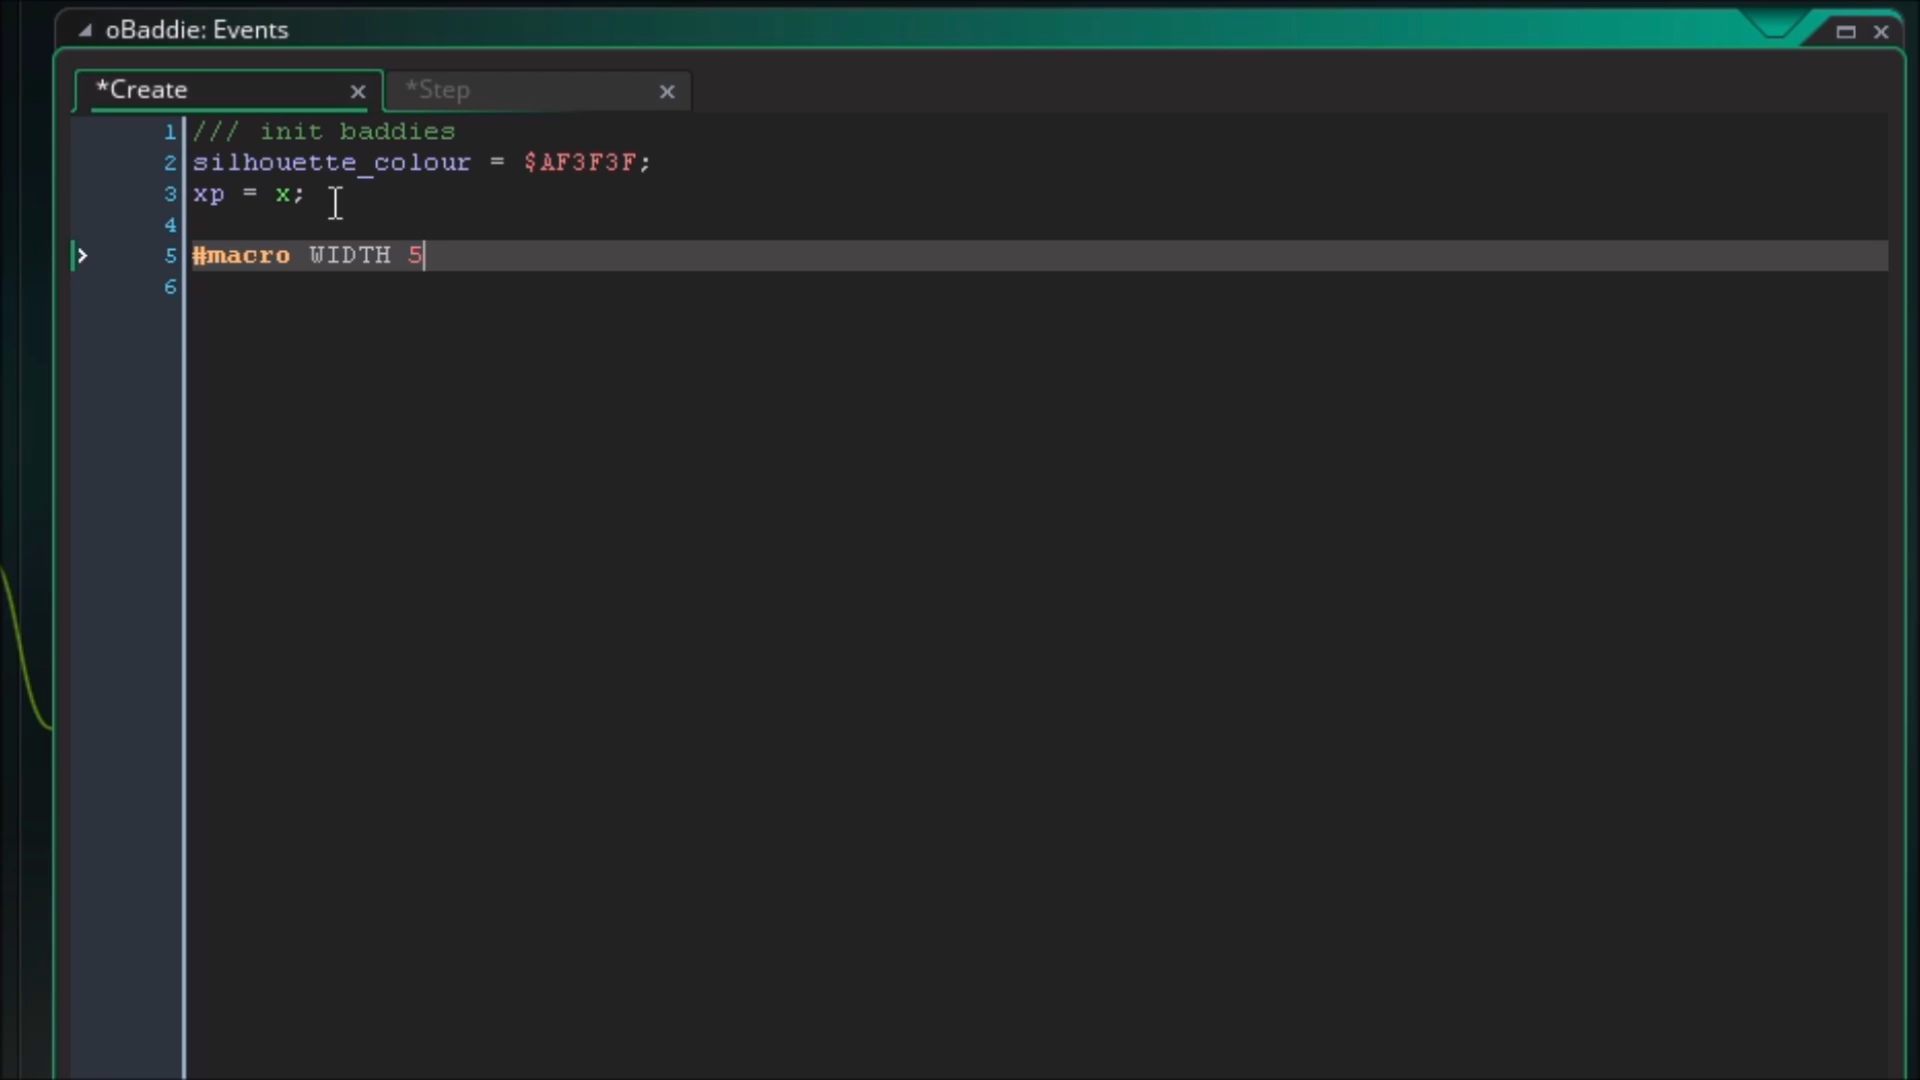 oBaddie: Events
*Create
*Step
1 /// init baddies
2 silhouette_colour = $AF3F3F;
3 xp = x;
4
5 #macro WIDTH 5
6